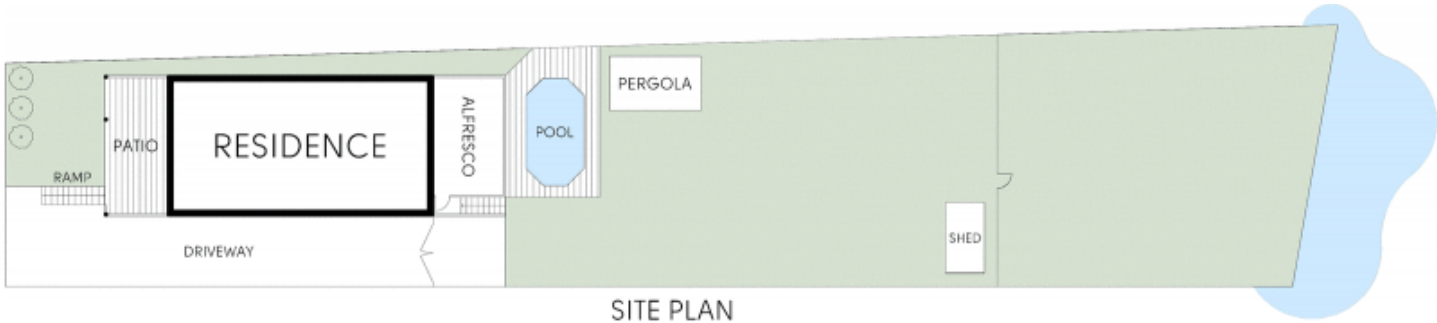 PERGOLA
ALFRESCO
POOL
PATIO
RESIDENCE
RAMP
SHED
DRIVEWAY
SITE PLAN